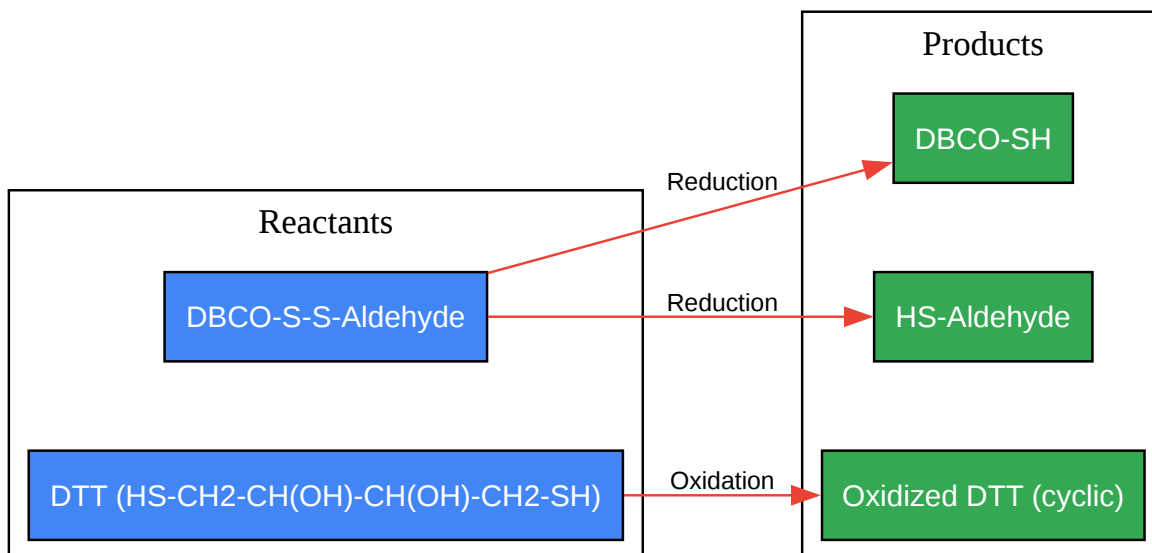 Products
DBCO-SH
Reduction
Reactants
DBCO-S-S-Aldehyde
Reduction
HS-Aldehyde
DTT (HS-CH2-CH(OH)-CH(OH)-CH2-SH)
Oxidation
Oxidized DTT (cyclic)